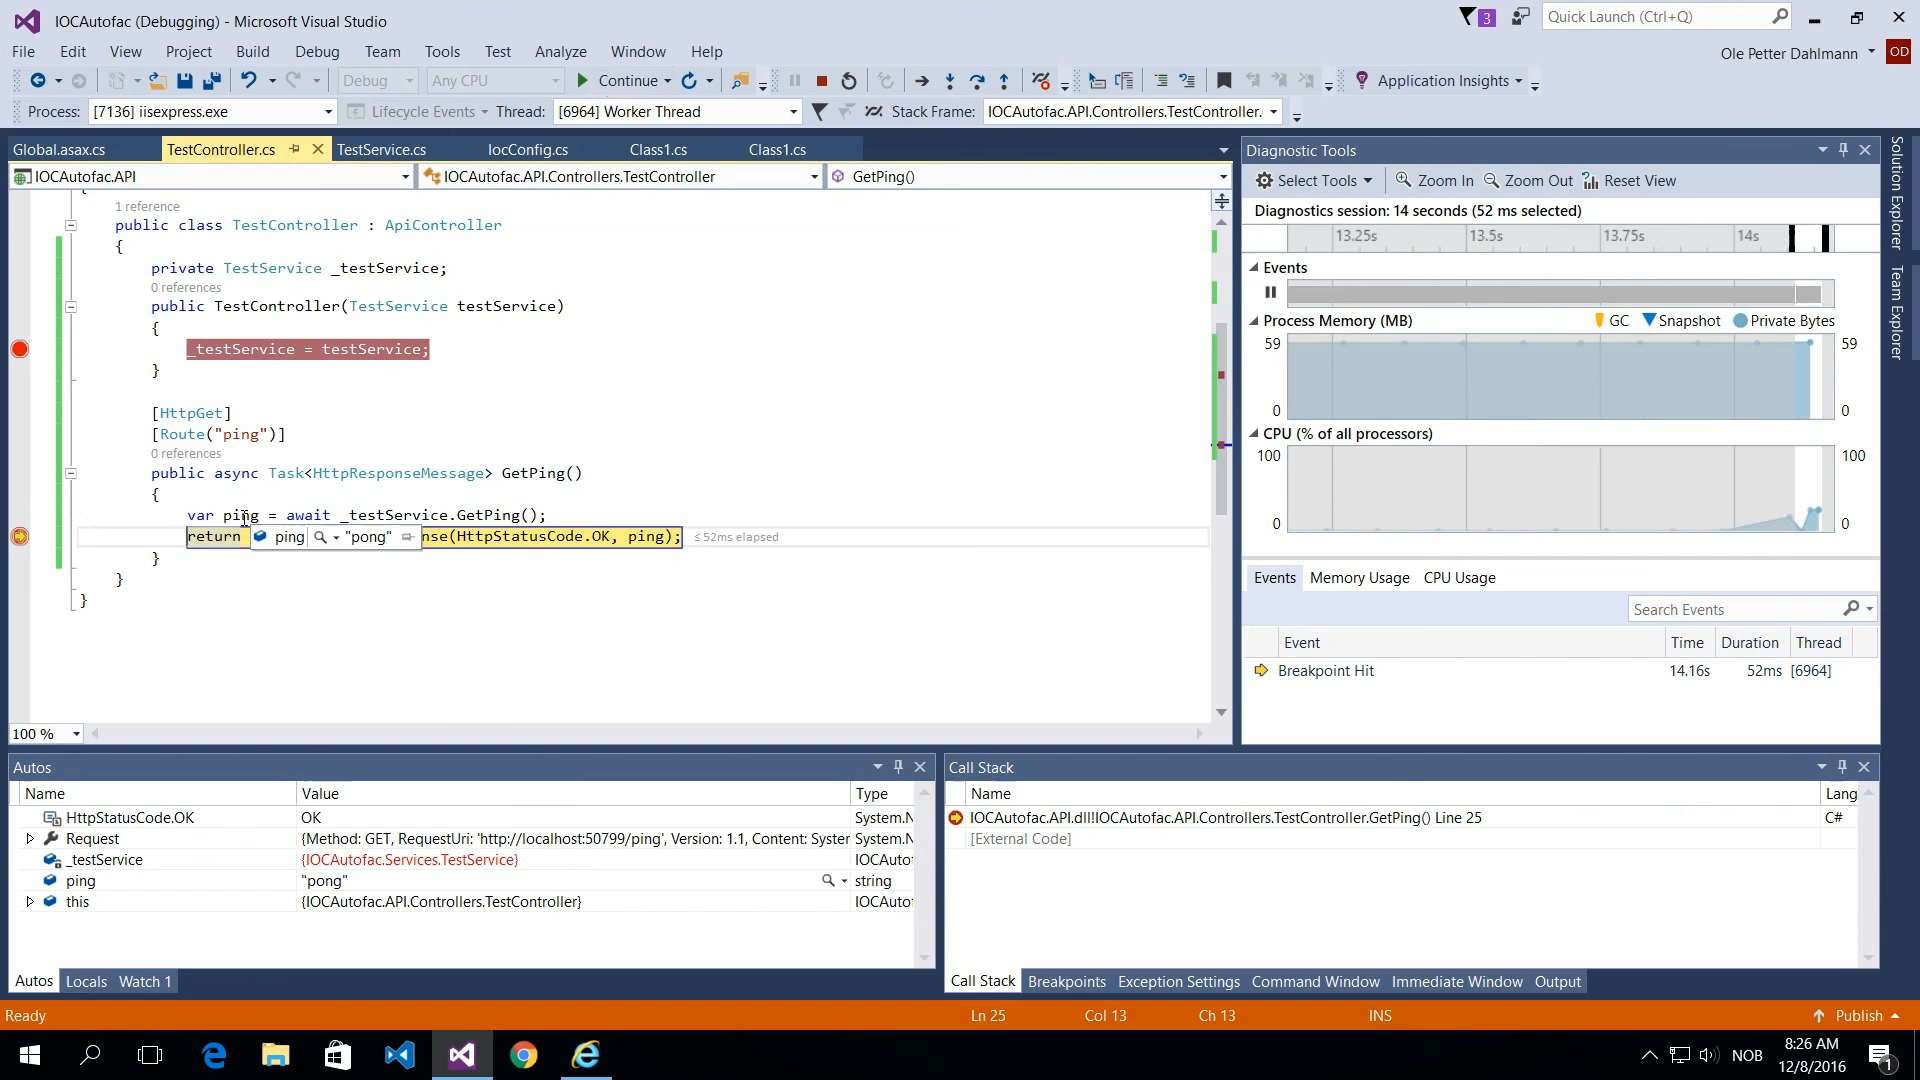 IOCAutofac (Debugging) - Microsoft Visual Studio
3
Quick Launch (Ctrl+Q)
File Edit View Project Build Debug Team Tools Test Analyze Window Help
Ole Petter Dahlmann OD
Debug Any CPU Continue Application Insights
Process: [7136] iisexpress.exe Lifecycle Events Thread: [6964] Worker Thread Stack Frame: IOCAutofac.API.Controllers.TestController.
Global.asax.cs TestController.cs TestService.cs IocConfig.cs Class1.cs Class1.cs
IOCAutofac.API IOCAutofac.API.Controllers.TestController GetPing()
1 reference
public class TestController : ApiController
{
private TestService _testService;
0 references
public TestController(TestService testService)
{
_testService = testService;
}
[HttpGet]
[Route("ping")]
0 references
public async Task<HttpResponseMessage> GetPing()
{
var ping = await _testService.GetPing();
return ping "pong" nse(HttpStatusCode.OK, ping); ≤ 52ms elapsed
}
}
}
100 %
Diagnostic Tools
Select Tools Zoom In Zoom Out Reset View
Diagnostics session: 14 seconds (52 ms selected)
13.25s 13.5s 13.75s 14s
Events
Process Memory (MB) GC Snapshot Private Bytes
59 59
0 0
CPU (% of all processors)
100 100
0 0
Events Memory Usage CPU Usage
Search Events
Event Time Duration Thread
Breakpoint Hit 14.16s 52ms [6964]
Solution Explorer
Team Explorer
Autos
Name Value Type
HttpStatusCode.OK OK System.N
Request {Method: GET, RequestUri: 'http://localhost:50799/ping', Version: 1.1, Content: System System.N
_testService {IOCAutofac.Services.TestService} IOCAuto
ping "pong" string
this {IOCAutofac.API.Controllers.TestController} IOCAuto
Autos Locals Watch 1
Call Stack
Name Lang
IOCAutofac.API.dll!IOCAutofac.API.Controllers.TestController.GetPing() Line 25 C#
[External Code]
Call Stack Breakpoints Exception Settings Command Window Immediate Window Output
Ready Ln 25 Col 13 Ch 13 INS Publish
NOB
8:26 AM
12/8/2016
1